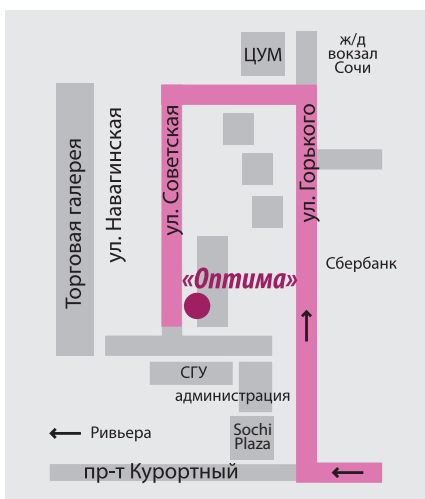 ЦУМ
ж/д
вокзал
Сочи
Торговая галерея
ул. Навагинская
ул. Советская
ул. Горького
«Оптима»
Сбербанк
СГУ
администрация
Ривьера
Sochi
Plaza
пр-т Курортный